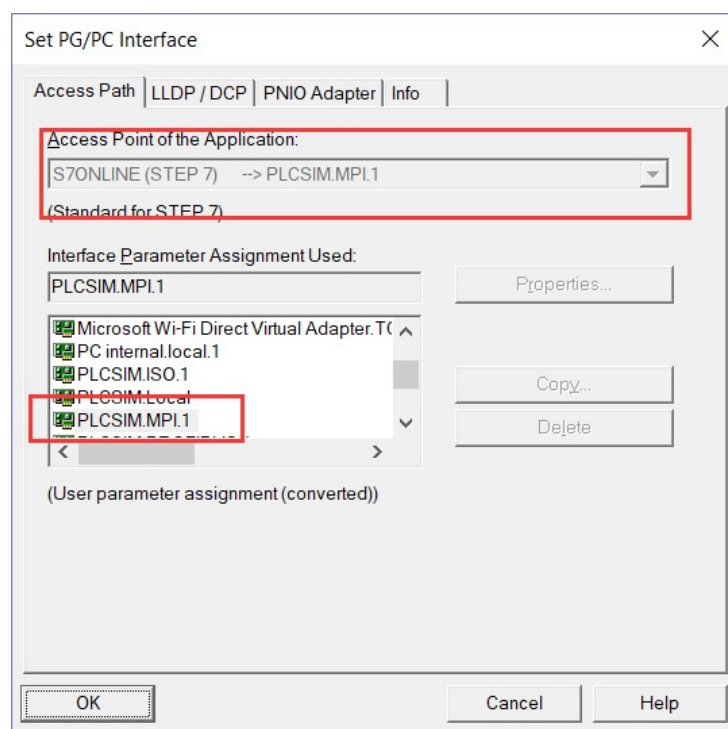 Set PG/PC Interface
Access Path LLDP / DCP PNIO Adapter Info
Access Point of the Application:
S7ONLINE (STEP 7) --> PLCSIM.MPI.1
(Standard for STEP 7)
Interface Parameter Assignment Used:
PLCSIM.MPI.1
Properties...
Microsoft Wi-Fi Direct Virtual Adapter.
PC internal.local.1
PLCSIM.ISO.1
PLCSIM.Local
PLCSIM.MPI.1
Copy...
Delete
(User parameter assignment (converted))
OK Cancel Help